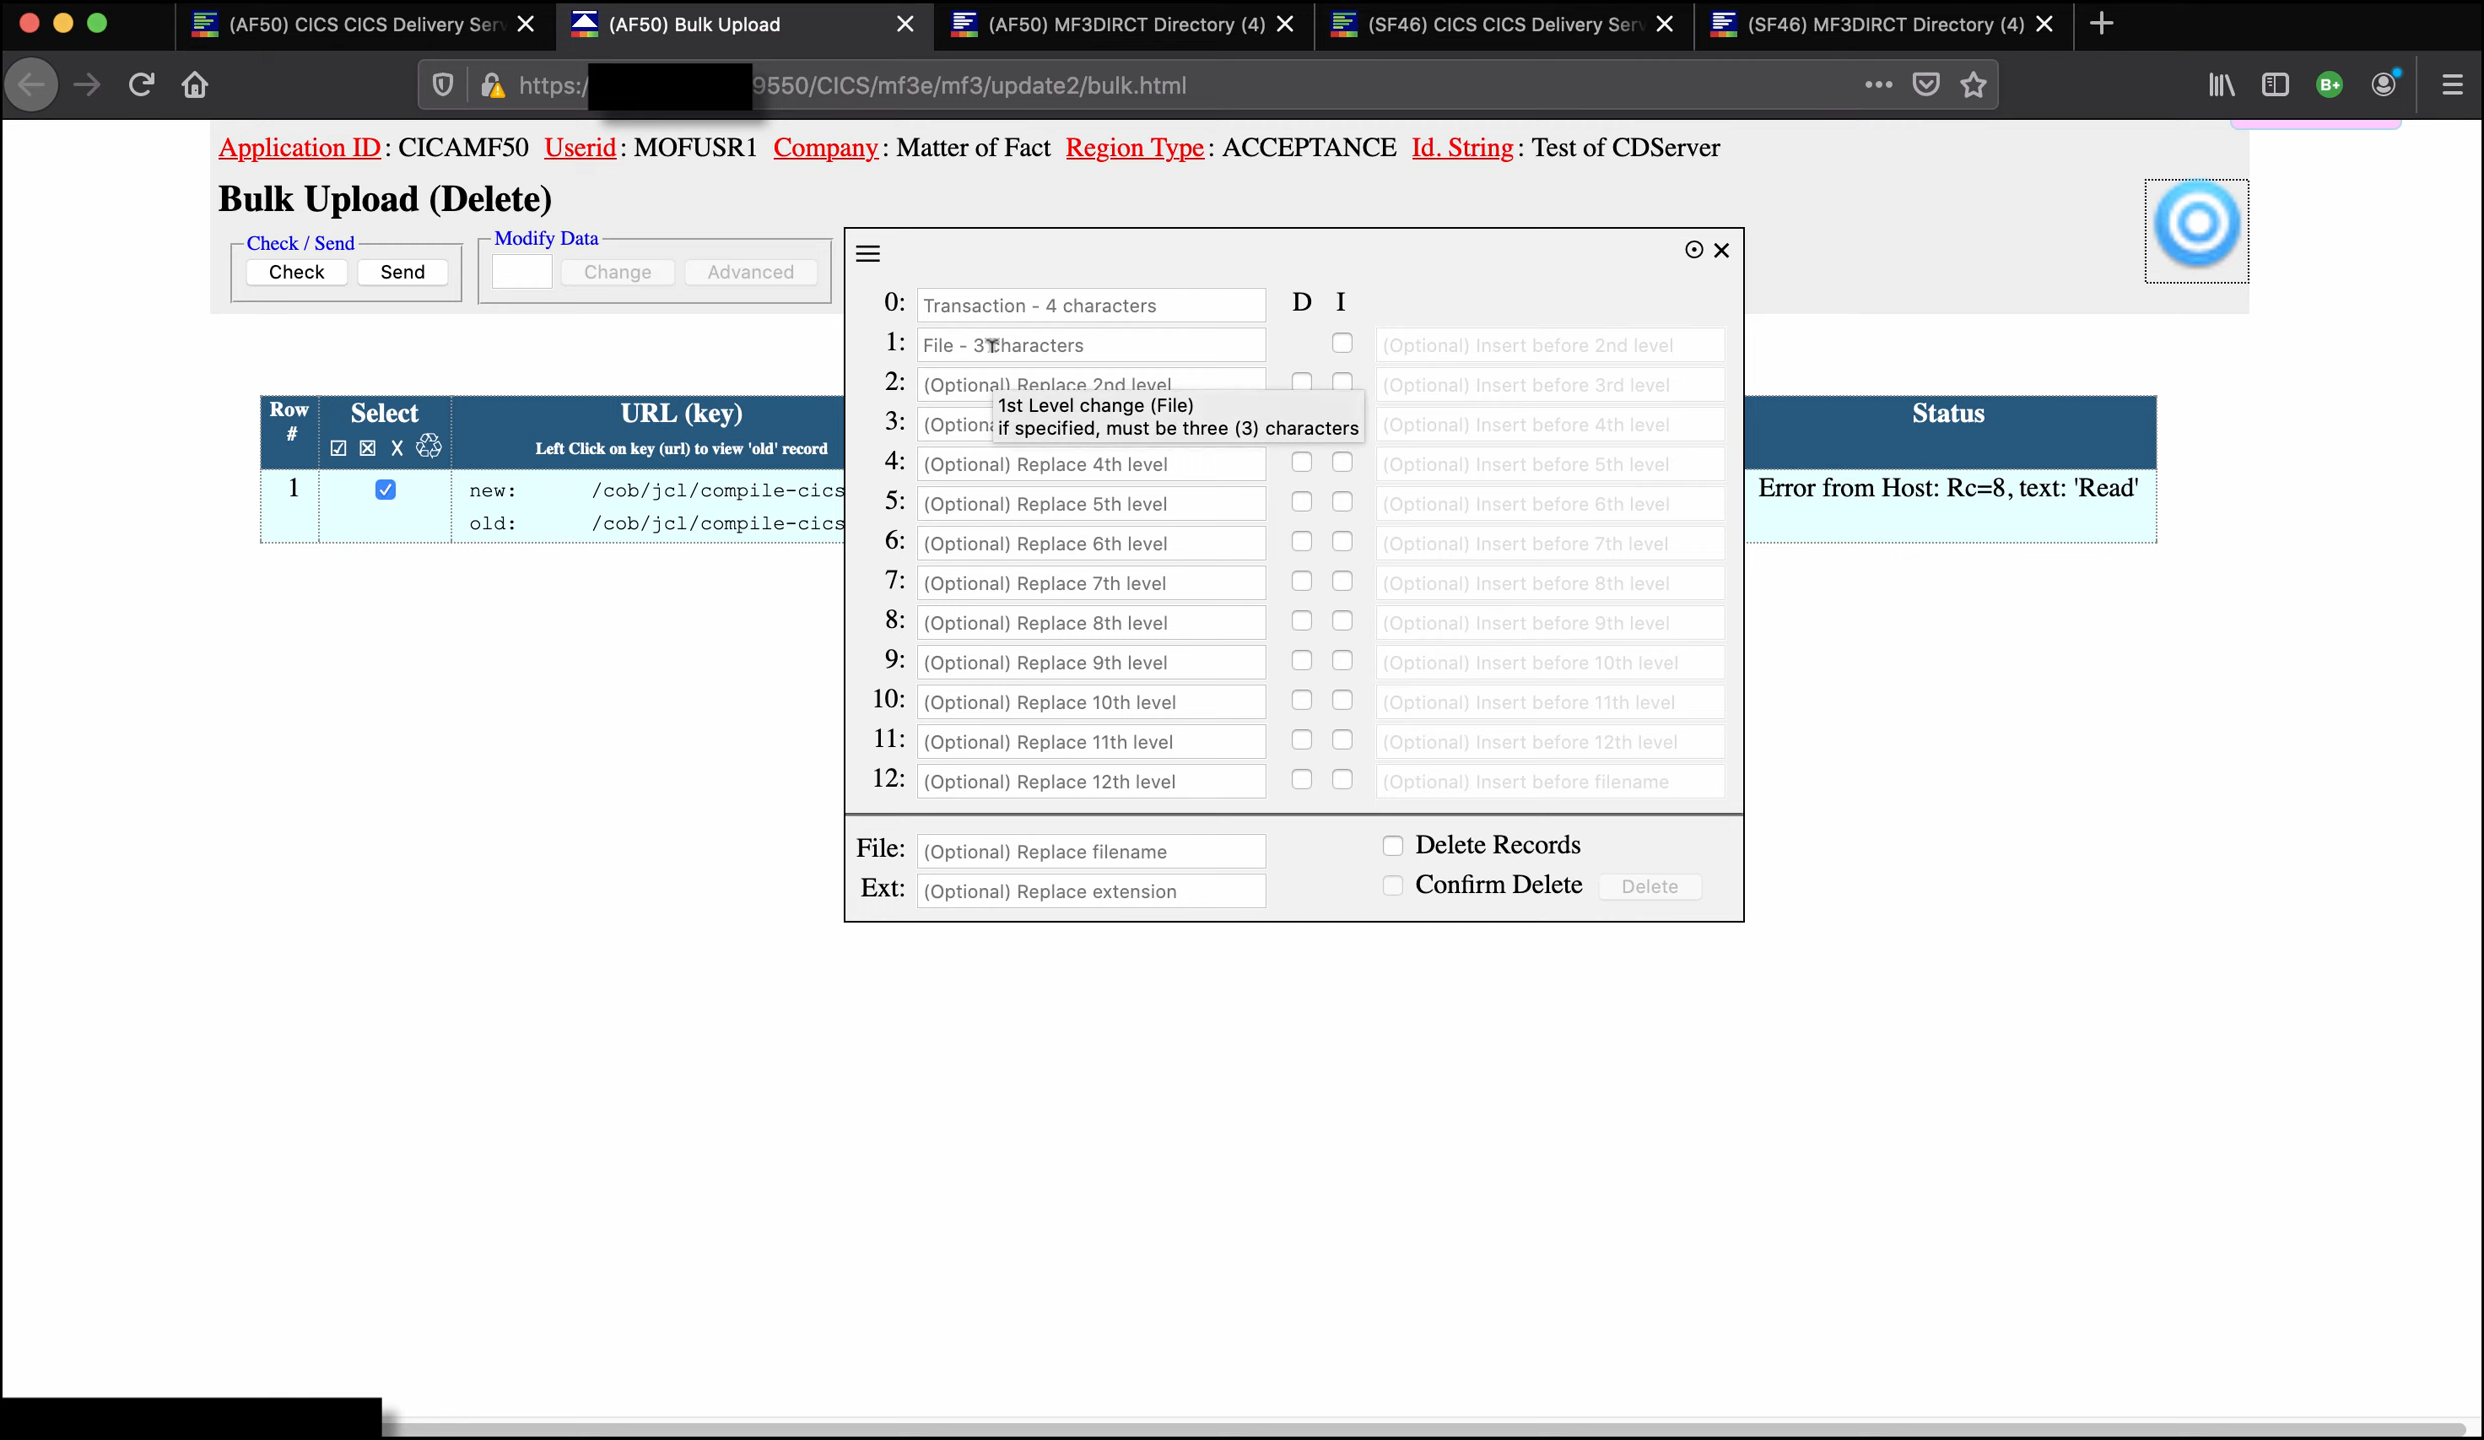 (AF50) CICS CICS Delivery Serv
(AF50) Bulk Upload
(AF50) MF3DIRCT Directory (4)
(SF46) CICS CICS Delivery Serv
(SF46) MF3DIRCT Directory (4)
https:/ 9550/CICS/mf3e/mf3/update2/bulk.html
B+
Application ID: CICAMF50 Userid: MOFUSR1 Company: Matter of Fact Region Type: ACCEPTANCE Id. String: Test of CDServer
Bulk Upload (Delete)
Check / Send
Check Send
Modify Data
Change Advanced
Row # Select URL (key) Status
X Left Click on key (url) to view 'old' record
1 new: /cob/jcl/compile-cics Error from Host: Rc=8, text: 'Read'
old: /cob/jcl/compile-cics
0: Transaction - 4 characters D I
1: File - 3 characters (Optional) Insert before 2nd level
2: (Optional) Replace 2nd level (Optional) Insert before 3rd level
1st Level change (File)
if specified, must be three (3) characters
3: (Optional) Insert before 4th level
4: (Optional) Replace 4th level (Optional) Insert before 5th level
5: (Optional) Replace 5th level (Optional) Insert before 6th level
6: (Optional) Replace 6th level (Optional) Insert before 7th level
7: (Optional) Replace 7th level (Optional) Insert before 8th level
8: (Optional) Replace 8th level (Optional) Insert before 9th level
9: (Optional) Replace 9th level (Optional) Insert before 10th level
10: (Optional) Replace 10th level (Optional) Insert before 11th level
11: (Optional) Replace 11th level (Optional) Insert before 12th level
12: (Optional) Replace 12th level (Optional) Insert before filename
File: (Optional) Replace filename Delete Records
Ext: (Optional) Replace extension Confirm Delete Delete